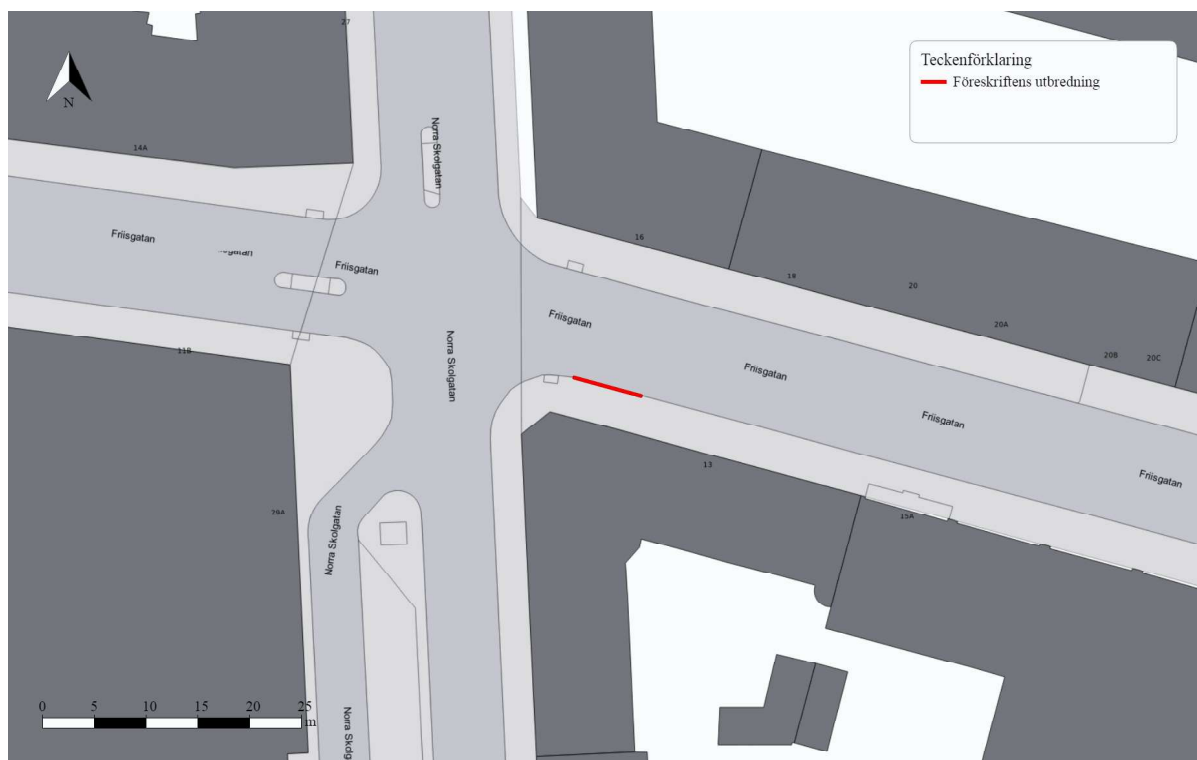 27
Teckenförklaring
Föreskriftens utbredning
N
Norra Skolgatan
14A
Friisgatan
Friisgatan
16
18
20
20A
20B
20C
Friisgatan
Norra Skolgatan
11B
Friisgatan
Friisgatan
13
Friisgatan
15A
Norra Skolgatan
0 5 10 15 20 25
m